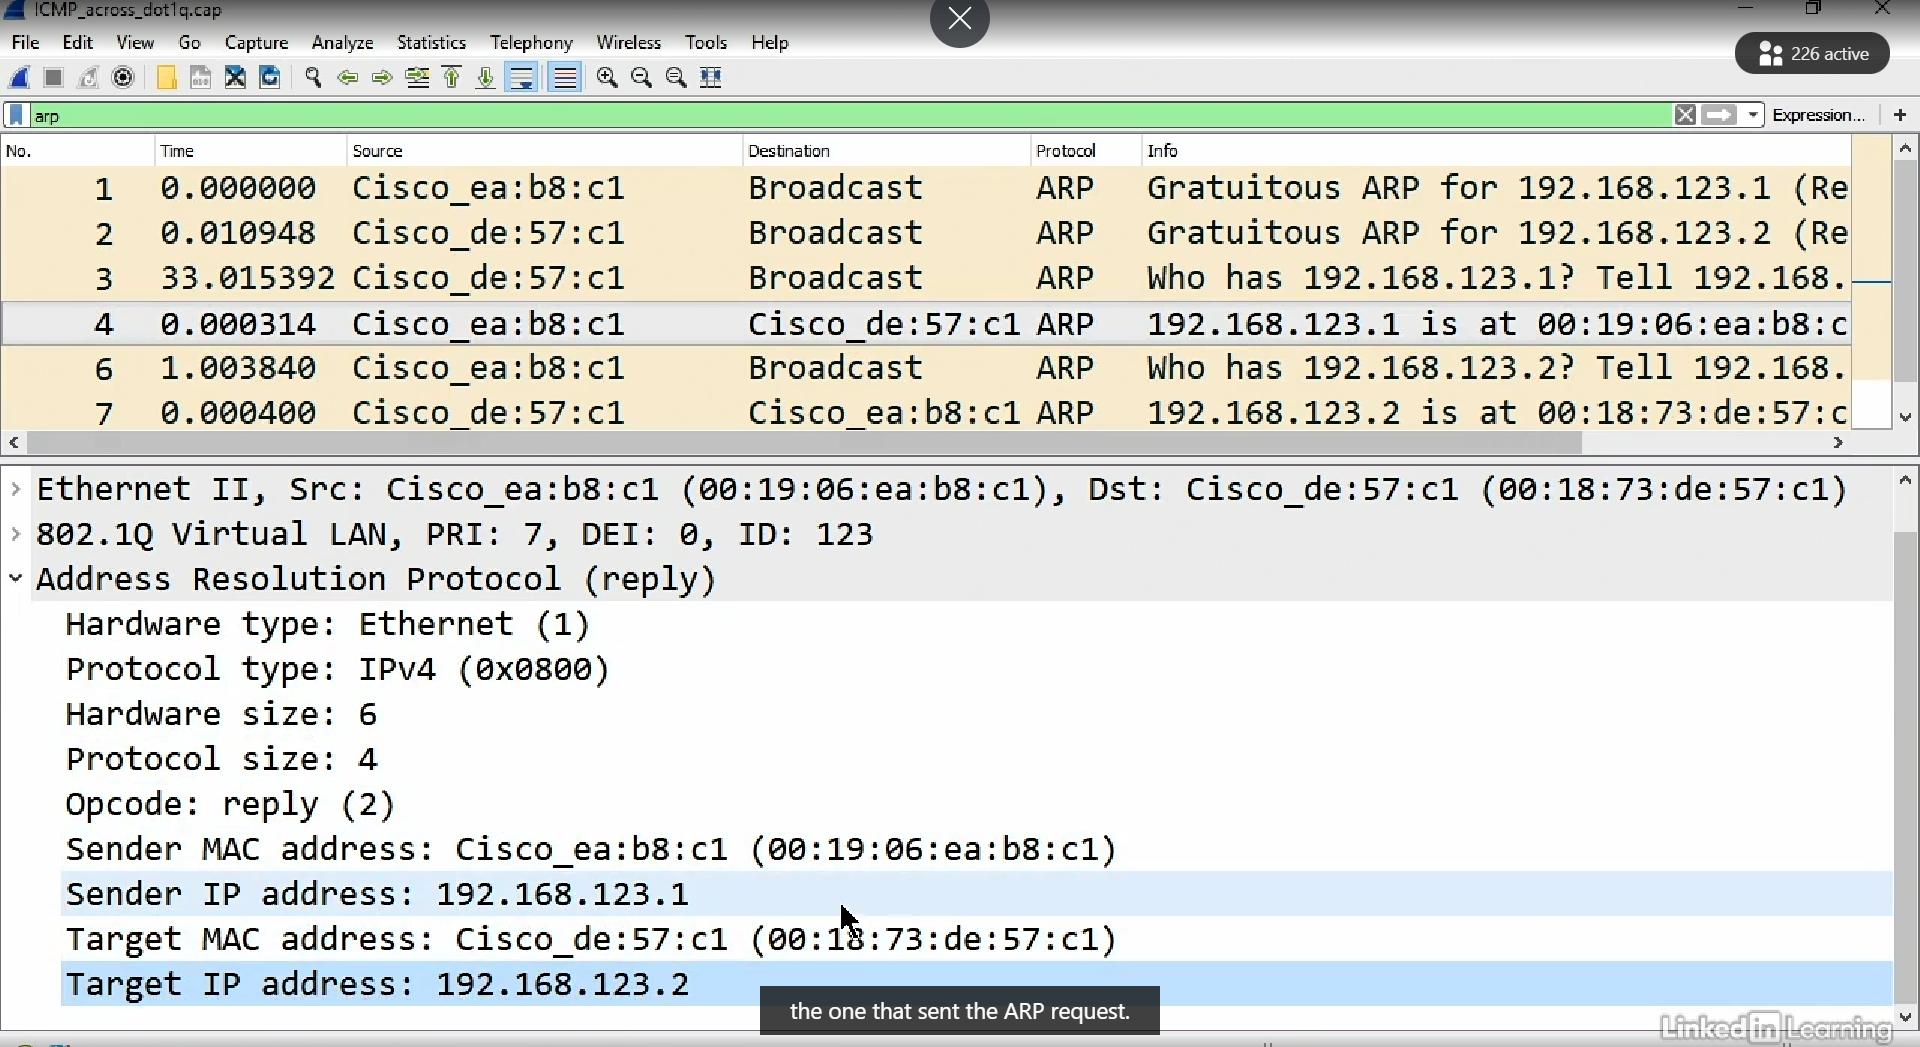 ICMP_across_dot1q.cap
226 active
File Edit View Go Capture Analyze Statistics Telephony Wireless Tools Help
arp
Expression... +
No. Time Source Destination Protocol Info
1 0.000000 Cisco_ea:b8:c1 Broadcast ARP Gratuitous ARP for 192.168.123.1 (Re
2 0.010948 Cisco_de:57:c1 Broadcast ARP Gratuitous ARP for 192.168.123.2 (Re
3 33.015392 Cisco_de:57:c1 Broadcast ARP Who has 192.168.123.1? Tell 192.168.
4 0.000314 Cisco_ea:b8:c1 Cisco_de:57:c1 ARP 192.168.123.1 is at 00:19:06:ea:b8:c
6 1.003840 Cisco_ea:b8:c1 Broadcast ARP Who has 192.168.123.2? Tell 192.168.
7 0.000400 Cisco_de:57:c1 Cisco_ea:b8:c1 ARP 192.168.123.2 is at 00:18:73:de:57:c
Ethernet II, Src: Cisco_ea:b8:c1 (00:19:06:ea:b8:c1), Dst: Cisco_de:57:c1 (00:18:73:de:57:c1)
802.1Q Virtual LAN, PRI: 7, DEI: 0, ID: 123
Address Resolution Protocol (reply)
Hardware type: Ethernet (1)
Protocol type: IPv4 (0x0800)
Hardware size: 6
Protocol size: 4
Opcode: reply (2)
Sender MAC address: Cisco_ea:b8:c1 (00:19:06:ea:b8:c1)
Sender IP address: 192.168.123.1
Target MAC address: Cisco_de:57:c1 (00:18:73:de:57:c1)
Target IP address: 192.168.123.2
the one that sent the ARP request.
Linked in Learning